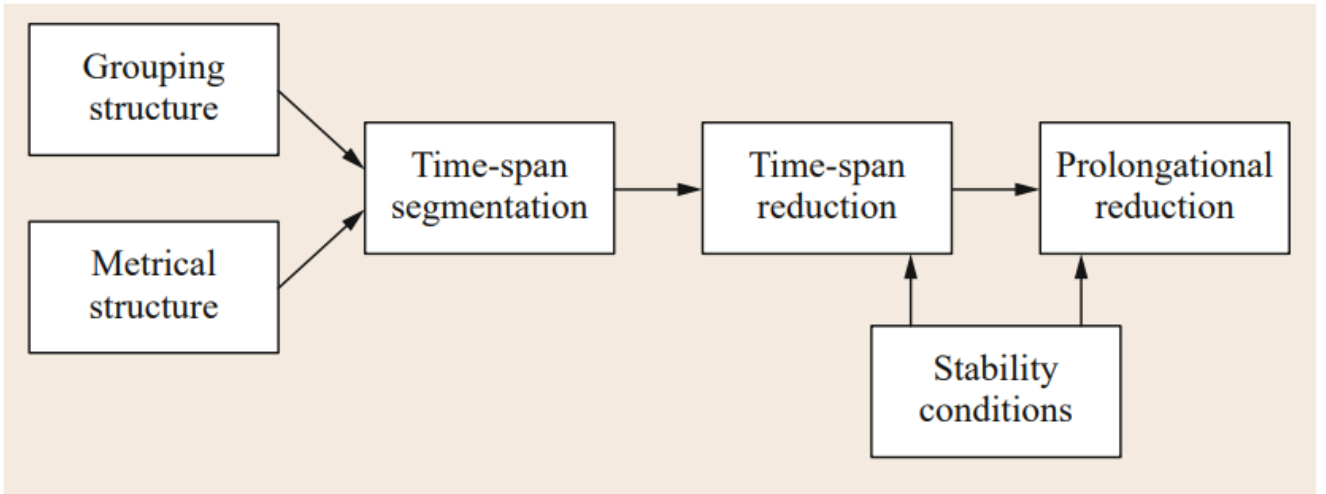 Grouping
structure
Metrical
structure
Time-span
segmentation
Time-span
reduction
Prolongational
reduction
Stability
conditions